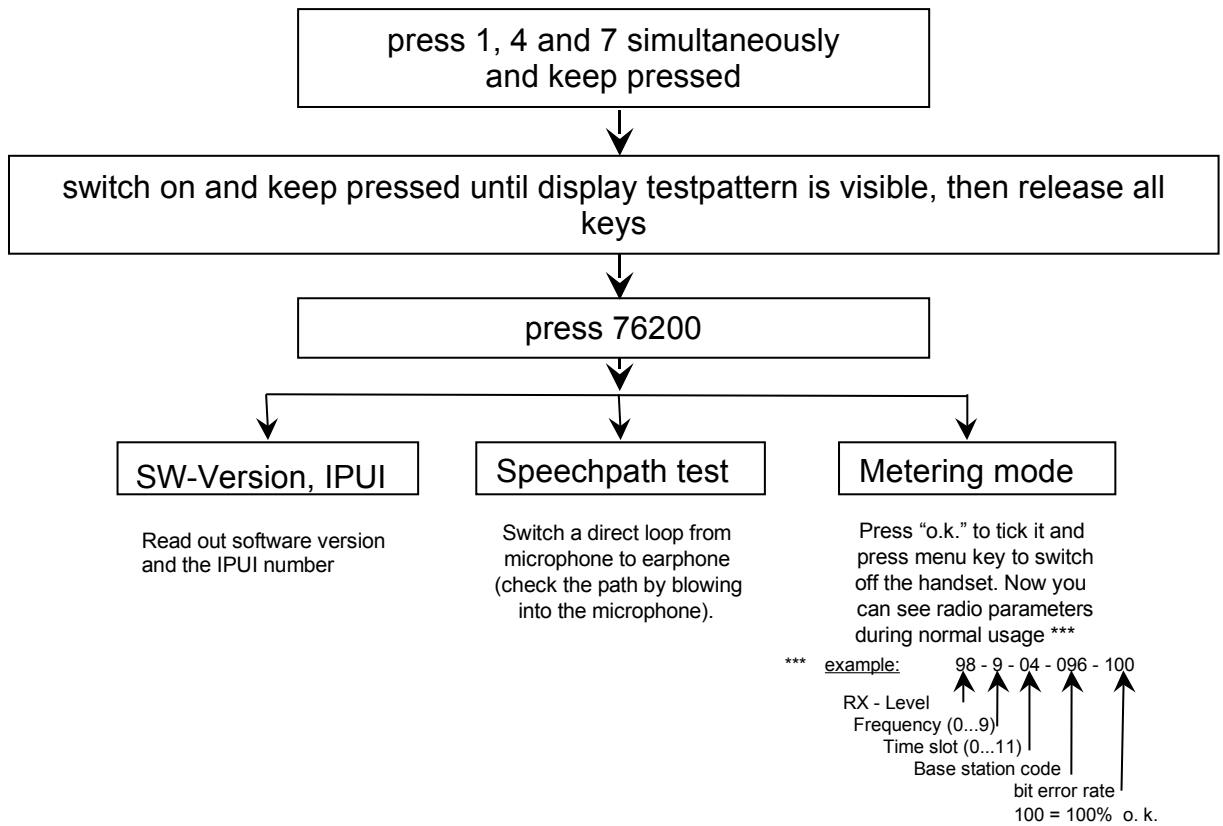 press 1, 4 and 7 simultaneously
and keep pressed
switch on and keep pressed until display testpattern is visible, then release all
keys
press 76200
SW-Version, IPUI
Read out software version
and the IPUI number
Speechpath test
Switch a direct loop from
microphone to earphone
(check the path by blowing
into the microphone).
Metering mode
Press “o.k.” to tick it and
press menu key to switch
off the handset. Now you
can see radio parameters
during normal usage ***
*** example: 98 - 9 - 04 - 096 - 100
RX - Level
Frequency (0...9)
Time slot (0...11)
Base station code
bit error rate
100 = 100% o. k.